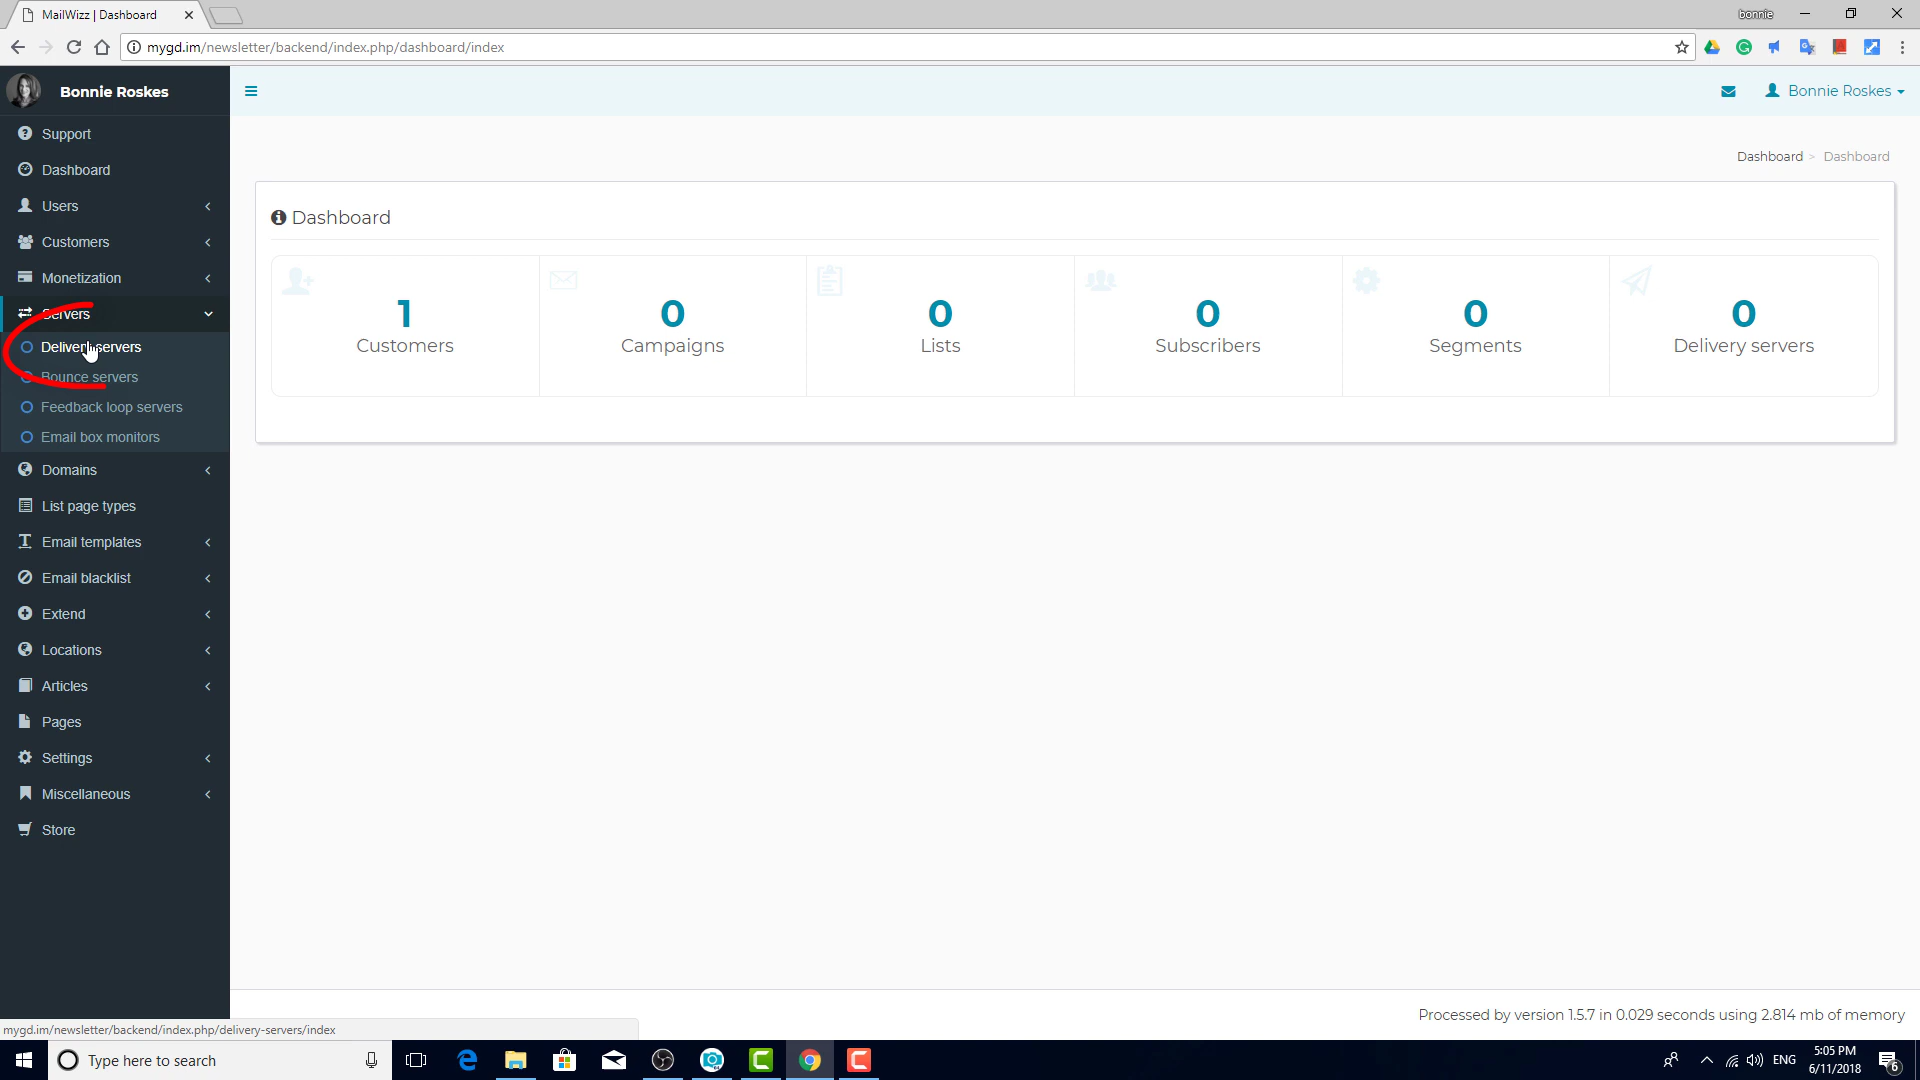 MailWizz | Dashboard
bonnie
mygd.im/newsletter/backend/index.php/dashboard/index
Bonnie Roskes
Bonnie Roskes
Support
Dashboard
Users
Customers
Monetization
Servers
Delivery servers
Bounce servers
Feedback loop servers
Email box monitors
Domains
List page types
Email templates
Email blacklist
Extend
Locations
Articles
Pages
Settings
Miscellaneous
Store
Dashboard > Dashboard
Dashboard
1
Customers
0
Campaigns
0
Lists
0
Subscribers
0
Segments
0
Delivery servers
Processed by version 1.5.7 in 0.029 seconds using 2.814 mb of memory
mygd.im/newsletter/backend/index.php/delivery-servers/index
Type here to search
ENG
5:05 PM
6/11/2018
6